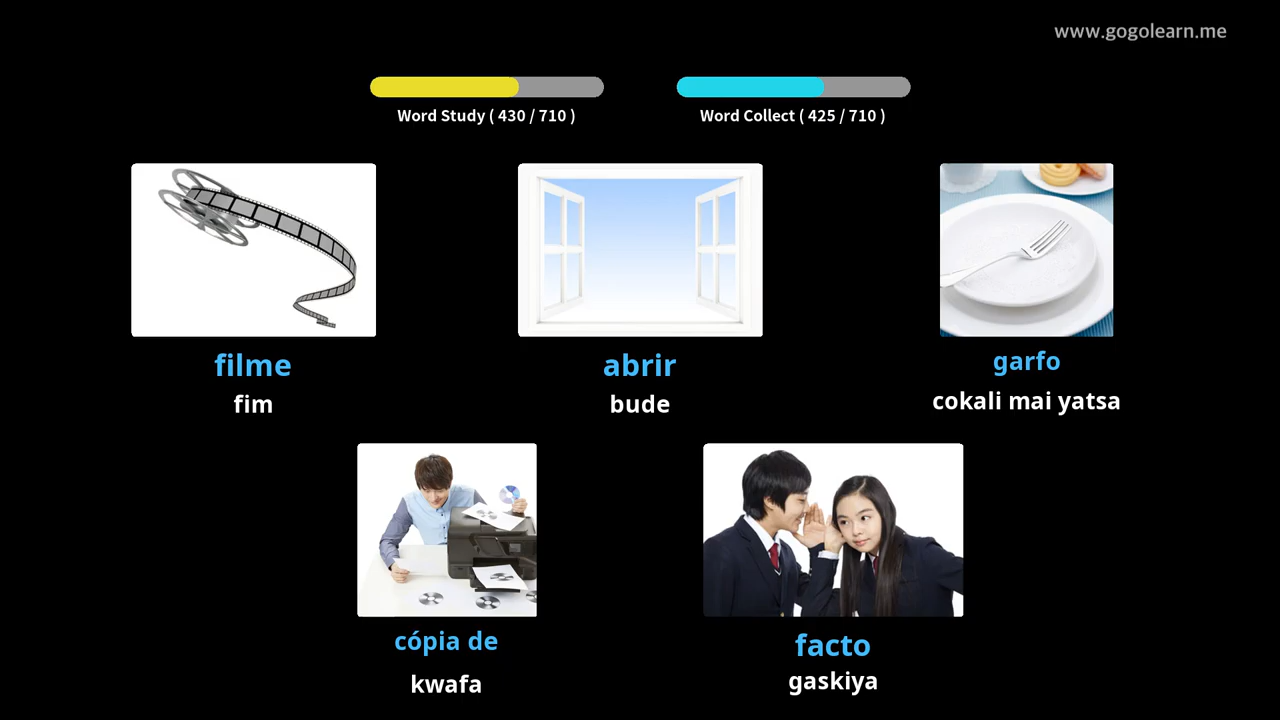 www.gogolearn.me
Word Study ( 430 / 710 )
Word Collect ( 425 / 710 )
filme
fim
abrir
bude
garfo
cokali mai yatsa
cópia de
kwafa
facto
gaskiya